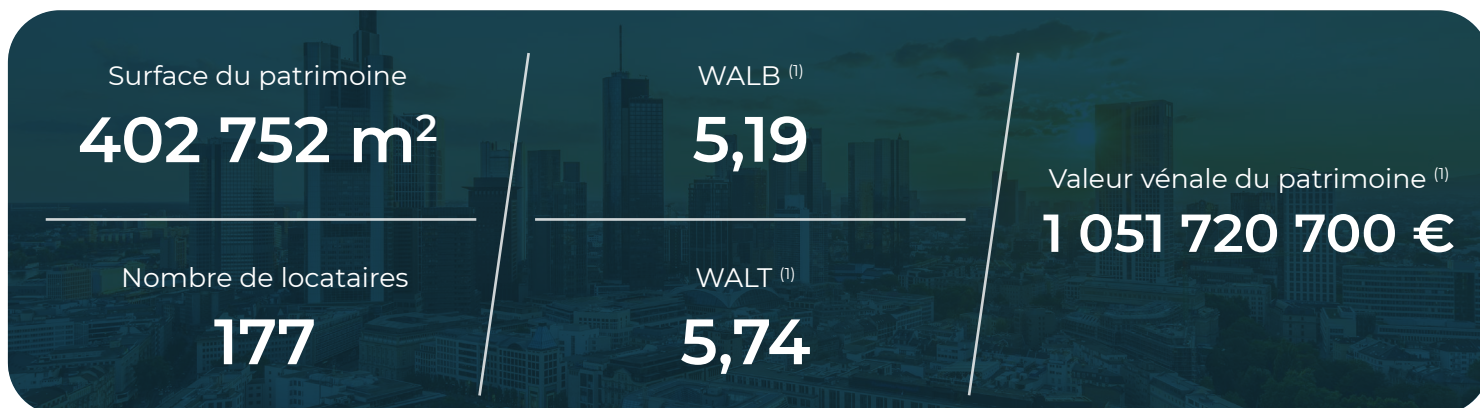 Surface du patrimoine
402 752 m²
Nombre de locataires
177
WALB (1)
5,19
WALT (1)
5,74
Valeur vénale du patrimoine (1)
1 051 720 700 €